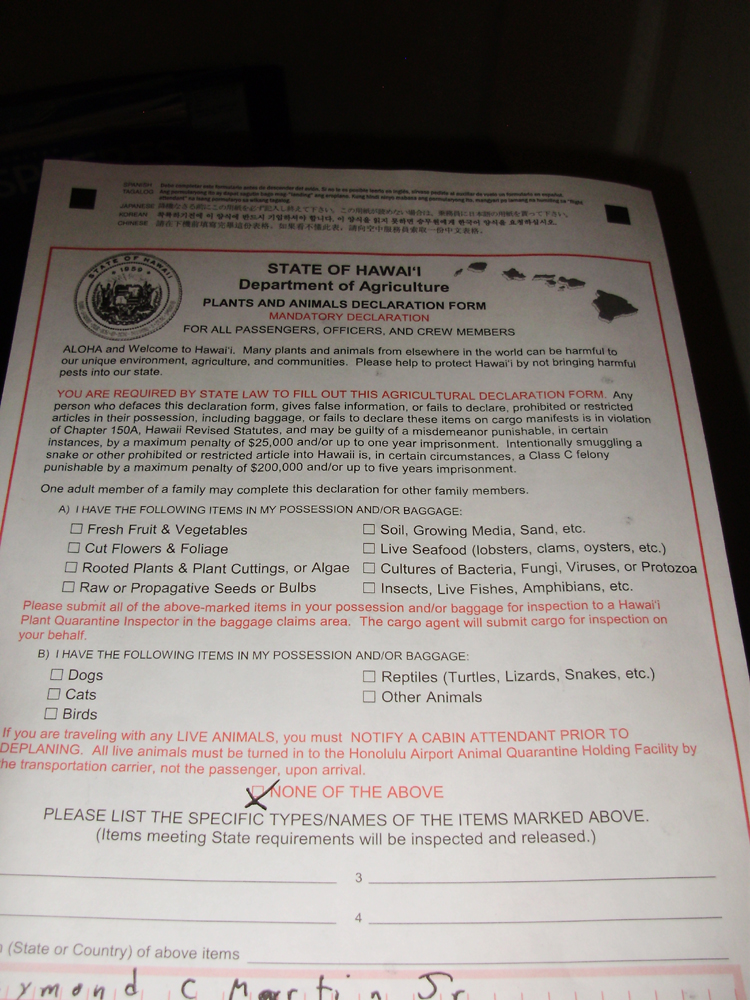 SPANISH
TAGALOG
JAPANESE
KOREAN
CHINESE
STATE OF HAWAII
1959
STATE OF HAWAI'I
Department of Agriculture
PLANTS AND ANIMALS DECLARATION FORM
MANDATORY DECLARATION
FOR ALL PASSENGERS, OFFICERS, AND CREW MEMBERS
ALOHA and Welcome to Hawai'i. Many plants and animals from elsewhere in the world can be harmful to
our unique environment, agriculture, and communities. Please help to protect Hawai'i by not bringing harmful
pests into our state.
YOU ARE REQUIRED BY STATE LAW TO FILL OUT THIS AGRICULTURAL DECLARATION FORM. Any
person who defaces this declaration form, gives false information, or fails to declare, prohibited or restricted
articles in their possession, including baggage, or fails to declare these items on cargo manifests is in violation
of Chapter 150A, Hawaii Revised Statutes, and may be guilty of a misdemeanor punishable, in certain
instances, by a maximum penalty of $25,000 and/or up to one year imprisonment. Intentionally smuggling a
snake or other prohibited or restricted article into Hawaii is, in certain circumstances, a Class C felony
punishable by a maximum penalty of $200,000 and/or up to five years imprisonment.
One adult member of a family may complete this declaration for other family members.
A) I HAVE THE FOLLOWING ITEMS IN MY POSSESSION AND/OR BAGGAGE:
Fresh Fruit & Vegetables
Cut Flowers & Foliage
Rooted Plants & Plant Cuttings, or Algae
Raw or Propagative Seeds or Bulbs
Soil, Growing Media, Sand, etc.
Live Seafood (lobsters, clams, oysters, etc.)
Cultures of Bacteria, Fungi, Viruses, or Protozoa
Insects, Live Fishes, Amphibians, etc.
Please submit all of the above-marked items in your possession and/or baggage for inspection to a Hawai'i
Plant Quarantine Inspector in the baggage claims area. The cargo agent will submit cargo for inspection on
your behalf.
B) I HAVE THE FOLLOWING ITEMS IN MY POSSESSION AND/OR BAGGAGE:
Dogs
Cats
Birds
Reptiles (Turtles, Lizards, Snakes, etc.)
Other Animals
If you are traveling with any LIVE ANIMALS, you must NOTIFY A CABIN ATTENDANT PRIOR TO
DEPLANING. All live animals must be turned in to the Honolulu Airport Animal Quarantine Holding Facility by
the transportation carrier, not the passenger, upon arrival.
NONE OF THE ABOVE
PLEASE LIST THE SPECIFIC TYPES/NAMES OF THE ITEMS MARKED ABOVE.
(Items meeting State requirements will be inspected and released.)
3
4
(State or Country) of above items
ymond C Martin Jr